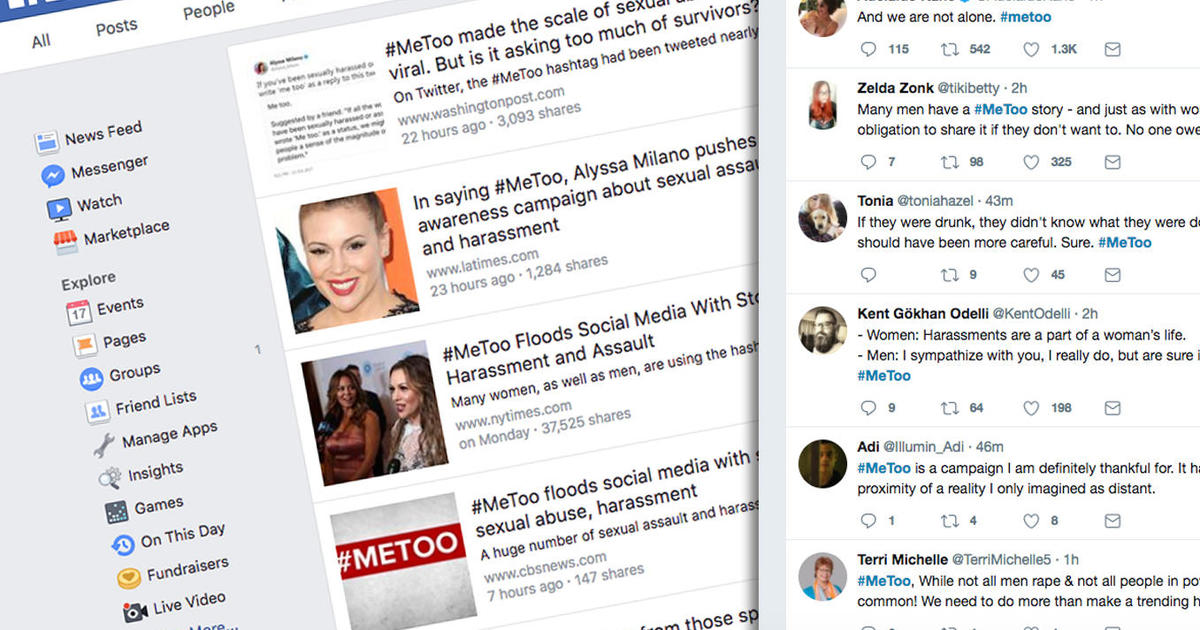 All
Posts
People
News Feed
Messenger
Watch
Marketplace
Explore
17
Events
Pages
Groups
1
Friend Lists
Manage Apps
Insights
Games
On This Day
Fundraisers
Live Video
More...
Alyssa Milano
If you've been sexually harassed o
write 'me too' as a reply to this tw
Me too.
Suggested by a friend: "If all the w
have been sexually harassed or ass
wrote 'Me too.' as a status, we migh
people a sense of the magnitude o
problem."
#MeToo made the scale of sexual
viral. But is it asking too much of survivors?
On Twitter, the #MeToo hashtag had been tweeted nearly
www.washingtonpost.com
22 hours ago · 3,093 shares
In saying #MeToo, Alyssa Milano pushes
awareness campaign about sexual assau
and harassment
www.latimes.com
23 hours ago · 1,284 shares
#MeToo Floods Social Media With Sto
Harassment and Assault
Many women, as well as men, are using the hash
www.nytimes.com
on Monday · 37,525 shares
#METOO
#MeToo floods social media with s
sexual abuse, harassment
A huge number of sexual assault and harass
www.cbsnews.com
7 hours ago · 147 shares
from those sp
And we are not alone. #metoo
115 542 1.3K
Zelda Zonk @tikibetty · 2h
Many men have a #MeToo story - and just as with wo
obligation to share it if they don't want to. No one owe
7 98 325
Tonia @toniahazel · 43m
If they were drunk, they didn't know what they were do
should have been more careful. Sure. #MeToo
9 45
Kent Gökhan Odelli @KentOdelli · 2h
- Women: Harassments are a part of a woman's life.
- Men: I sympathize with you, I really do, but are sure i
#MeToo
9 64 198
Adi @Illumin_Adi · 46m
#MeToo is a campaign I am definitely thankful for. It ha
proximity of a reality I only imagined as distant.
1 4 8
Terri Michelle @TerriMichelle5 · 1h
#MeToo, While not all men rape & not all people in po
common! We need to do more than make a trending h